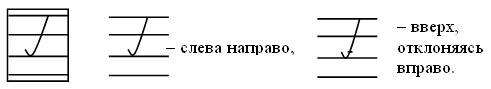 – слева направо,
– вверх,
отклоняясь
вправо.